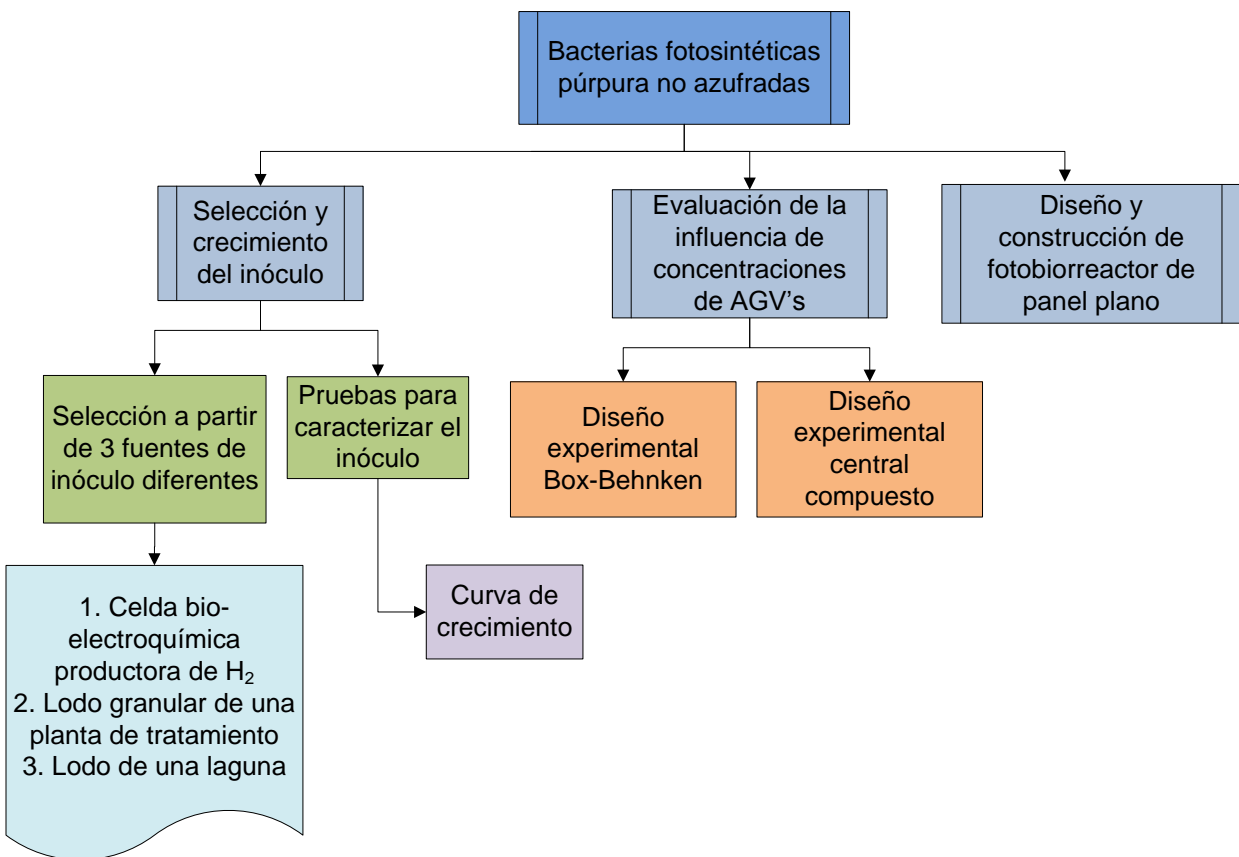 Bacterias fotosintéticas
púrpura no azufradas
Selección y
crecimiento
del inóculo
Evaluación de la
influencia de
concentraciones
de AGV’s
Diseño y
construcción de
fotobiorreactor de
panel plano
Selección a partir
de 3 fuentes de
inóculo diferentes
Pruebas para
caracterizar el
inóculo
Diseño
experimental
Box-Behnken
Diseño
experimental
central
compuesto
1. Celda bio-
electroquímica
productora de H₂
2. Lodo granular de una
planta de tratamiento
3. Lodo de una laguna
Curva de
crecimiento